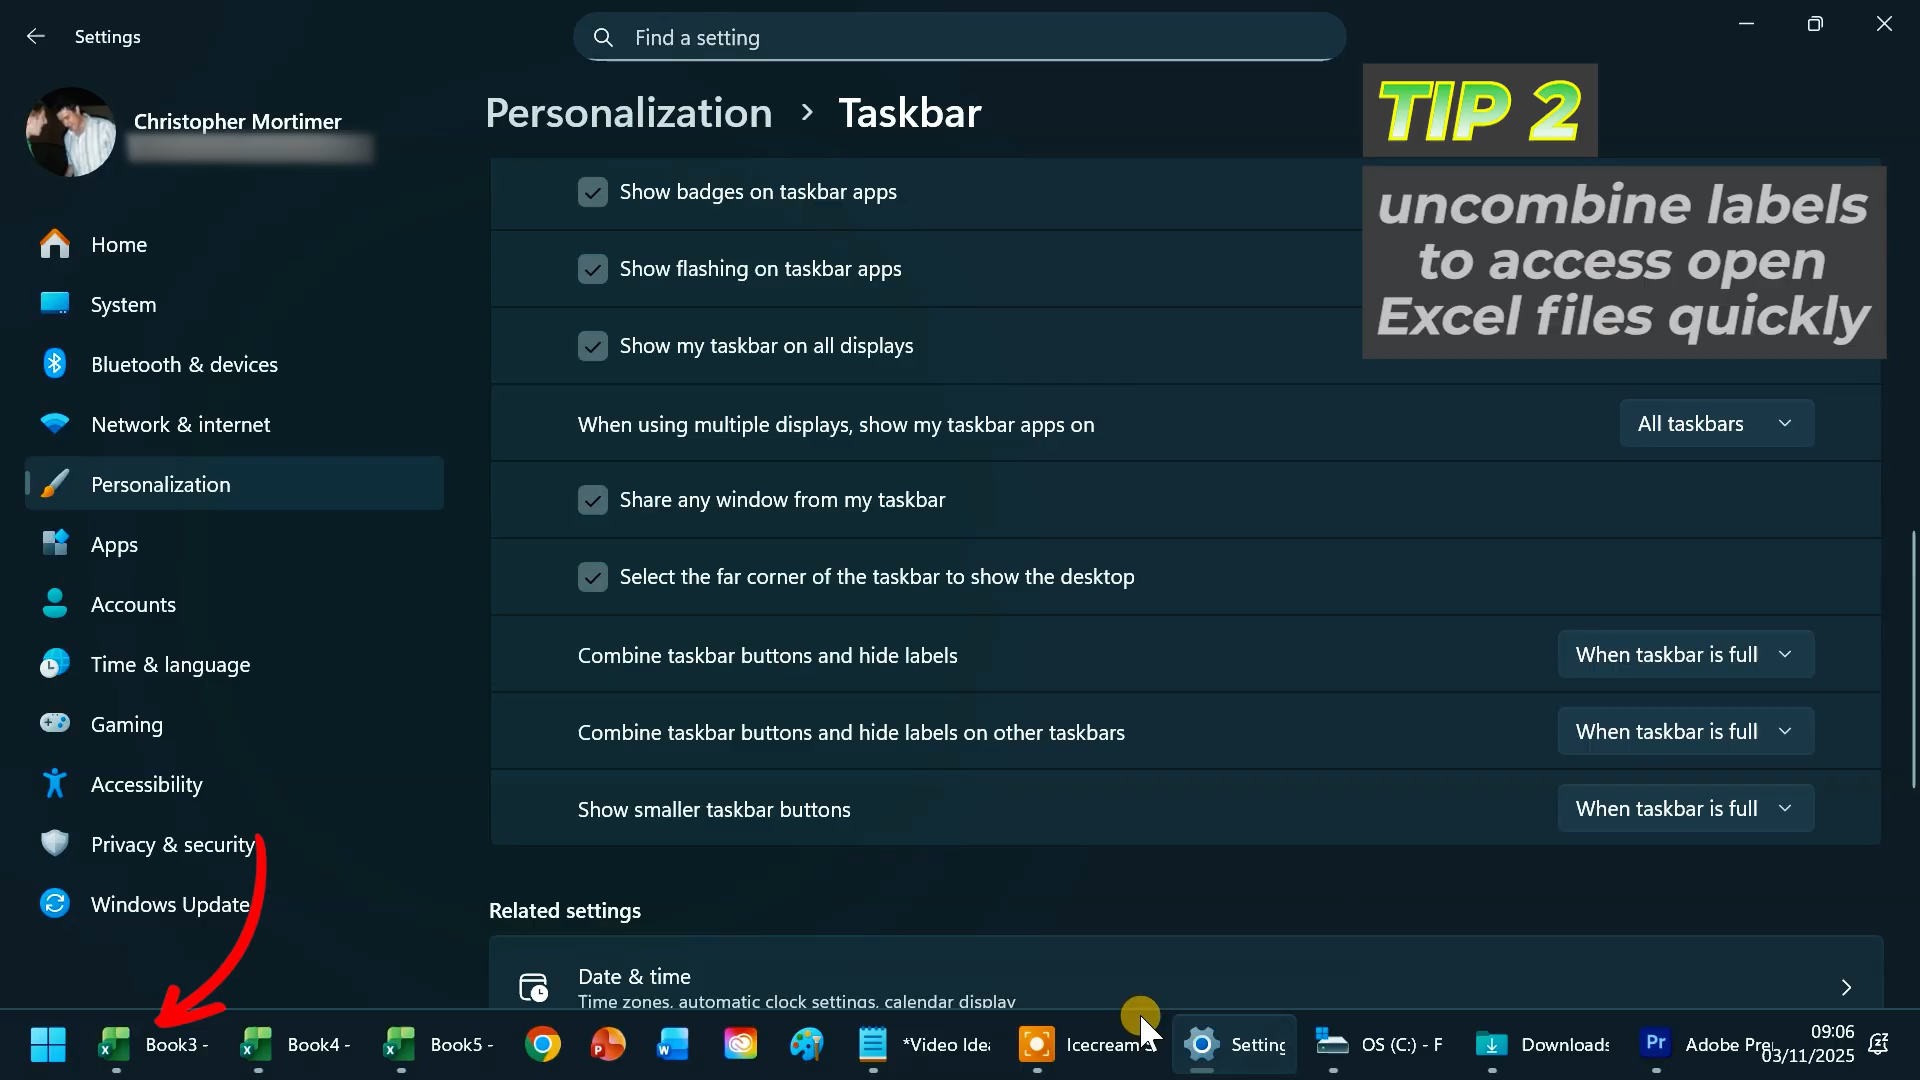 Settings
Find a setting
Christopher Mortimer
Home
System
Bluetooth & devices
Network & internet
Personalization
Apps
Accounts
Time & language
Gaming
Accessibility
Privacy & security
Windows Update
Personalization > Taskbar
TIP 2
uncombine labels
to access open
Excel files quickly
Show badges on taskbar apps
Show flashing on taskbar apps
Show my taskbar on all displays
When using multiple displays, show my taskbar apps on
All taskbars
Share any window from my taskbar
Select the far corner of the taskbar to show the desktop
Combine taskbar buttons and hide labels
When taskbar is full
Combine taskbar buttons and hide labels on other taskbars
When taskbar is full
Show smaller taskbar buttons
When taskbar is full
Related settings
Date & time
Time zones, automatic clock settings, calendar display
Book3 -
Book4 -
Book5 -
*Video Ide
Icecream
Setting
OS (C:) - F
Downloads
Pr
Adobe Pre
09:06
03/11/2025